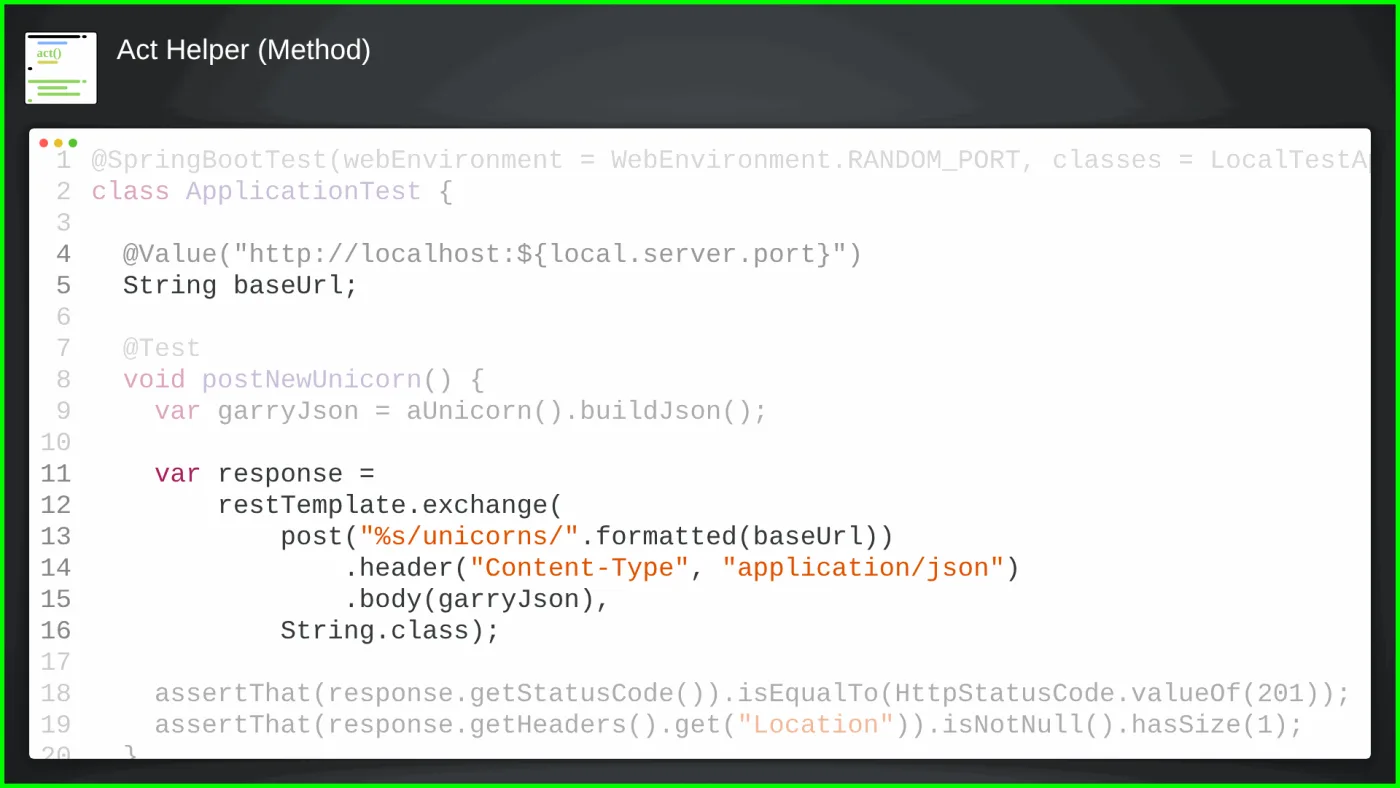 act()
Act Helper (Method)
1 @SpringBootTest(webEnvironment = WebEnvironment.RANDOM_PORT, classes = LocalTestAp
2 class ApplicationTest {
3
4 @Value("http://localhost:${local.server.port}")
5 String baseUrl;
6
7 @Test
8 void postNewUnicorn() {
9 var garryJson = aUnicorn().buildJson();
10
11 var response =
12 restTemplate.exchange(
13 post("%s/unicorns/".formatted(baseUrl))
14 .header("Content-Type", "application/json")
15 .body(garryJson),
16 String.class);
17
18 assertThat(response.getStatusCode()).isEqualTo(HttpStatusCode.valueOf(201));
19 assertThat(response.getHeaders().get("Location")).isNotNull().hasSize(1);
20 }